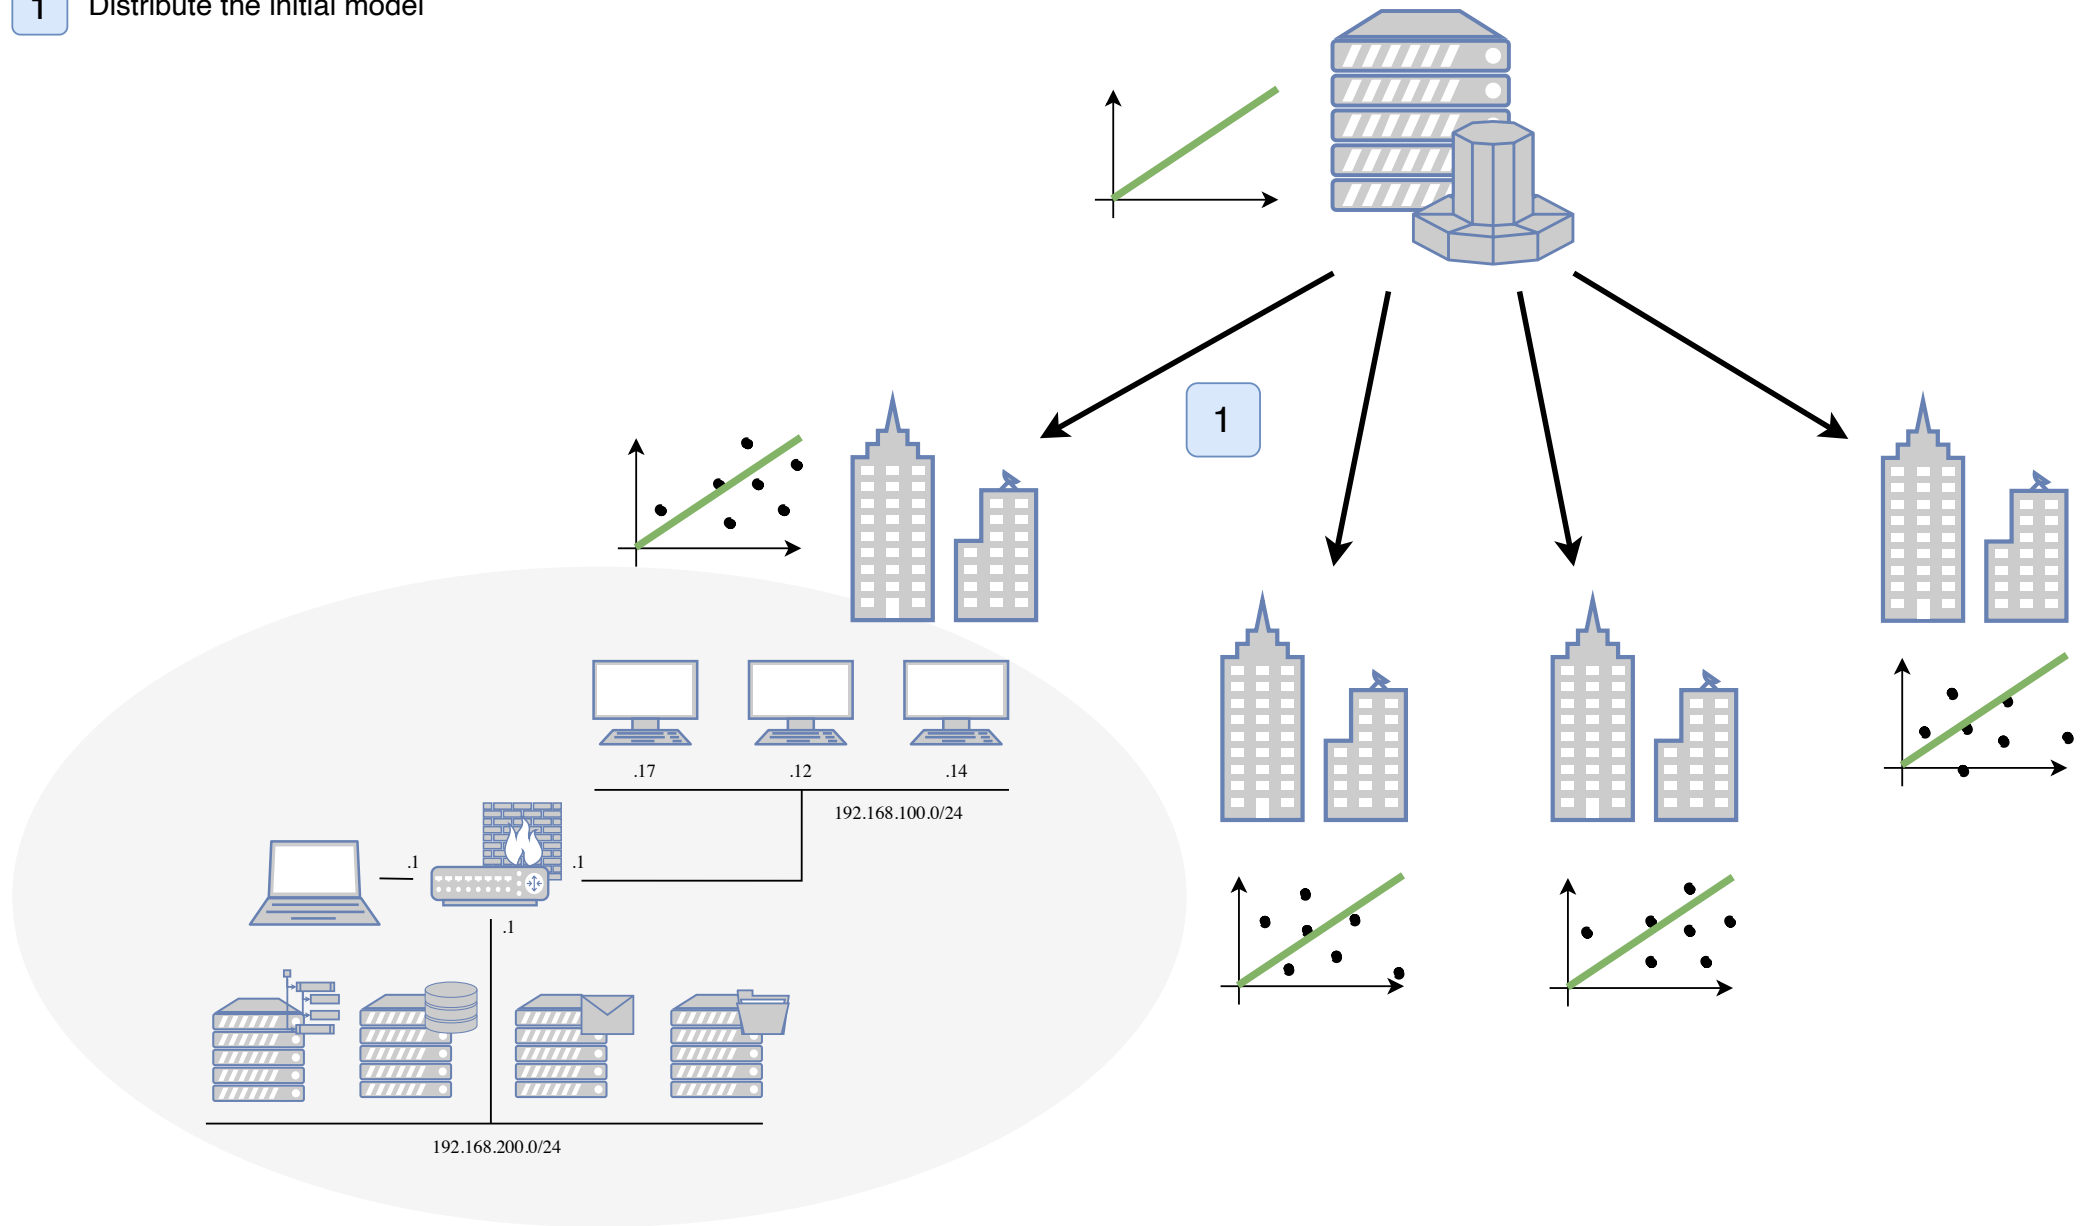 1 Distribute the initial model
1
.17 .12 .14
192.168.100.0/24
.1 .1
.1
192.168.200.0/24